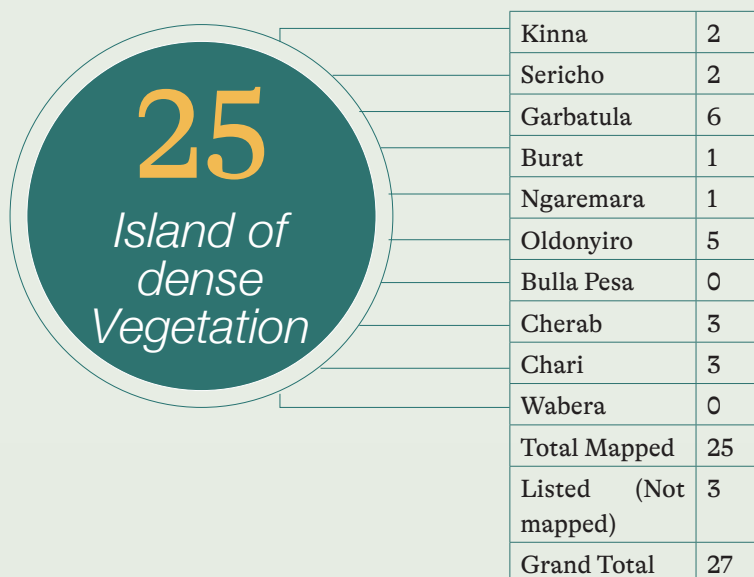 25
Island of
dense
Vegetation
Kinna 2
Sericho 2
Garbatula 6
Burat 1
Ngaremara 1
Oldonyiro 5
Bulla Pesa 0
Cherab 3
Chari 3
Wabera 0
Total Mapped 25
Listed (Not 3
mapped)
Grand Total 27